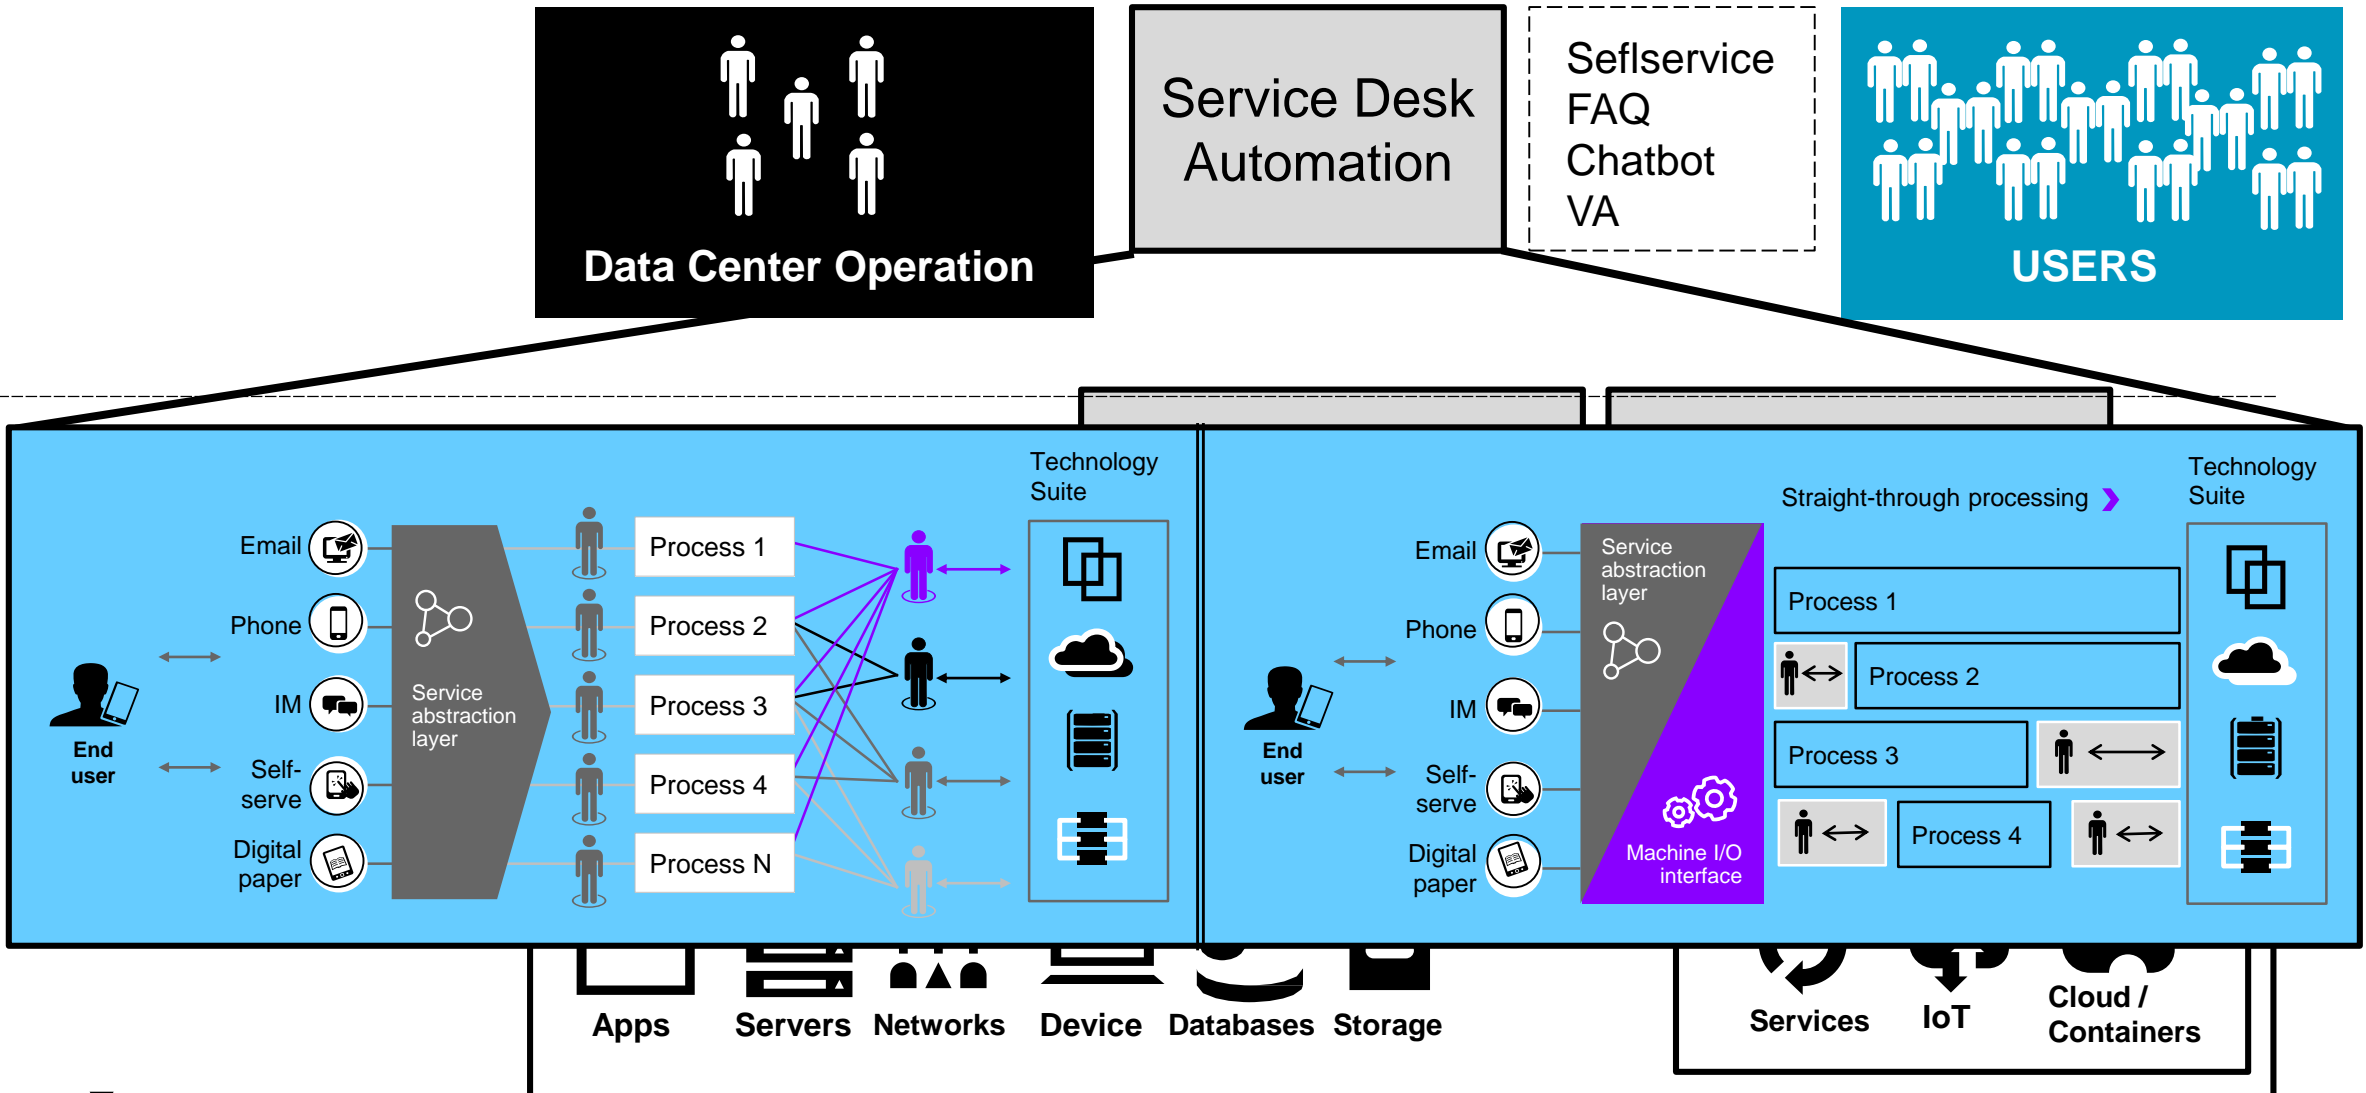 Data Center Operation
Service Desk
Automation
Seflservice
FAQ
Chatbot
VA
USERS
Technology
Suite
Email
Phone
IM
Self-
serve
Digital
paper
End
user
Service
abstraction
layer
Process 1
Process 2
Process 3
Process 4
Process N
Technology
Suite
Straight-through processing
Email
Phone
IM
Self-
serve
Digital
paper
End
user
Service
abstraction
layer
Machine I/O
interface
Process 1
Process 2
Process 3
Process 4
Apps
Servers
Networks
Device
Databases
Storage
Services
IoT
Cloud /
Containers